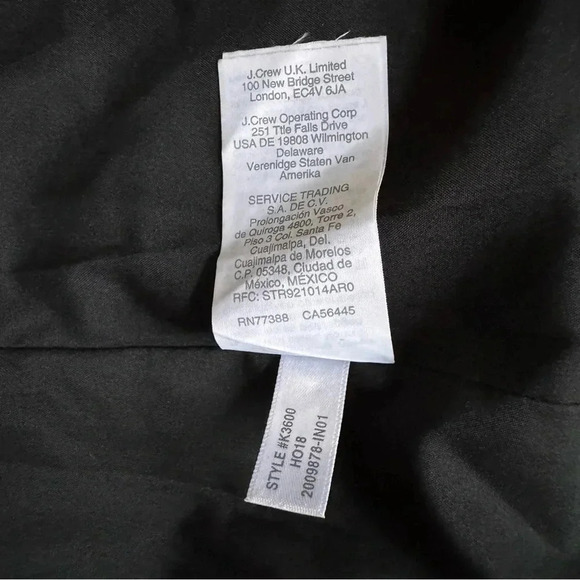 J.Crew U.K. Limited
100 New Bridge Street
London, EC4V 6JA
J.Crew Operating Corp
251 Ttle Falls Drive
USA DE 19808 Wilmington
Delaware
Verenidge Staten Van
Amerika
SERVICE TRADING
S.A. DE C.V.
Prolongación Vasco
de Quiroga 4800, Torre 2,
Piso 3 Col. Santa Fe
Cuajimalpa, Del.
Cuajimalpa de Morelos
C.P. 05348, Ciudad de
México, MÉXICO
RFC: STR921014AR0
RN77388 CA56445
STYLE #K3600
HO18
2009878-IN01